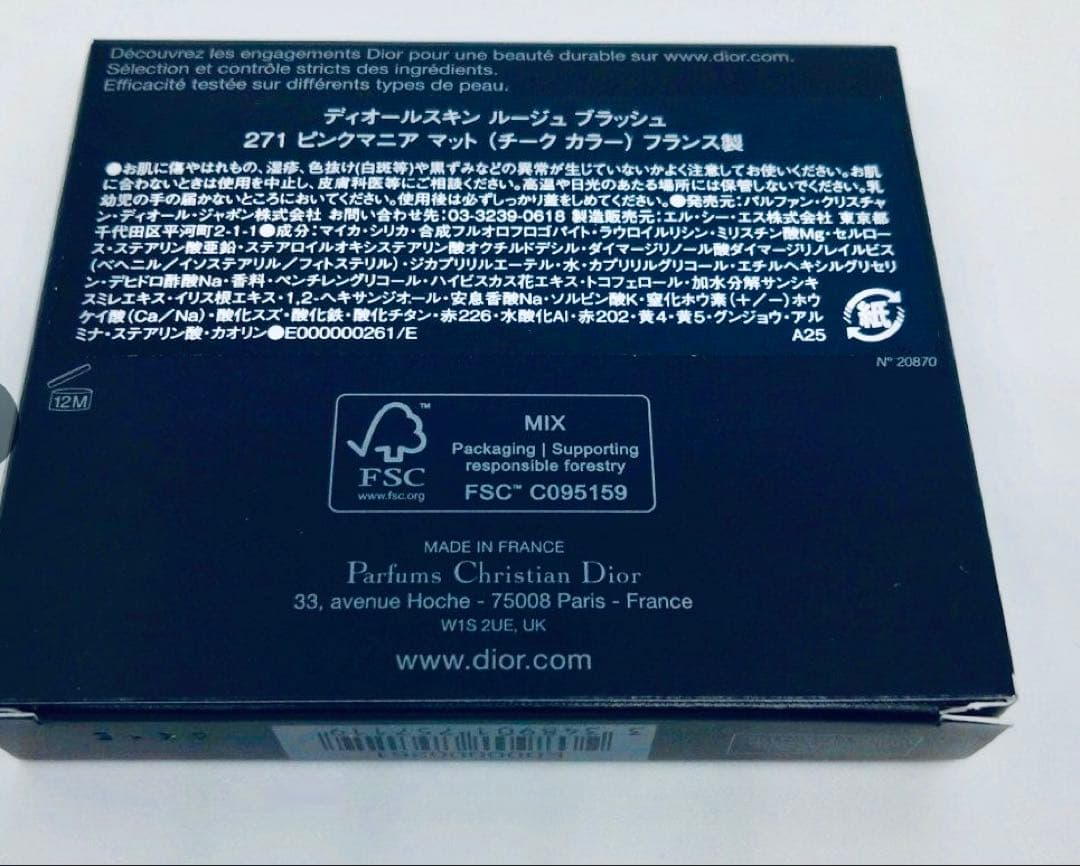 Découvrez les engagements Dior pour une beauté durable sur www.dior.com.
Sélection et contrôle stricts des ingrédients.
Efficacité testée sur différents types de peau.
ディオールスキン ルージュ ブラッシュ
271 ピンクマニア マット (チーク カラー) フランス製
●お肌に傷やはれもの、湿疹、色抜け(白斑等)や黒ずみなどの異常が生じていないかよく注意してお使いください。お肌
に合わないときは使用を中止し、皮膚科医等にご相談ください。高温や日光のあたる場所には保管しないでください。乳
幼児の手の届かないところにおいてください。使用後は必ずしっかり蓋をしめてください。●発売元:パルファン・クリスチャ
ン・ディオール・ジャポン株式会社 お問い合わせ先:03-3239-0618 製造販売元:エル・シー・エス株式会社 東京都
千代田区平河町2-1-1●成分:マイカ・シリカ・合成フルオロフロゴパイト・ラウロイルリシン・ミリスチン酸Mg・セルロー
ス・ステアリン酸亜鉛・ステアロイルオキシステアリン酸オクチルドデシル・ダイマージリノール酸ダイマージリノレイルビス
(ベヘニル/イソステアリル/フィトステリル)・ジカプリリルエーテル・水・カプリリルグリコール・エチルヘキシルグリセリ
ン・デヒドロ酢酸Na・香料・ペンチレングリコール・ハイビスカス花エキス・トコフェロール・加水分解サンシキ
スミレエキス・イリス根エキス・1,2-ヘキサンジオール・安息香酸Na・ソルビン酸K・窒化ホウ素(+/−)ホウ
ケイ酸(Ca/Na)・酸化スズ・酸化鉄・酸化チタン・赤226・水酸化Al・赤202・黄4・黄5・グンジョウ・アル
ミナ・ステアリン酸・カオリン●E000000261/E
A25
紙
N° 20870
12M
FSC™
www.fsc.org
MIX
Packaging | Supporting
responsible forestry
FSC™ C095159
MADE IN FRANCE
Parfums Christian Dior
33, avenue Hoche - 75008 Paris - France
W1S 2UE, UK
www.dior.com